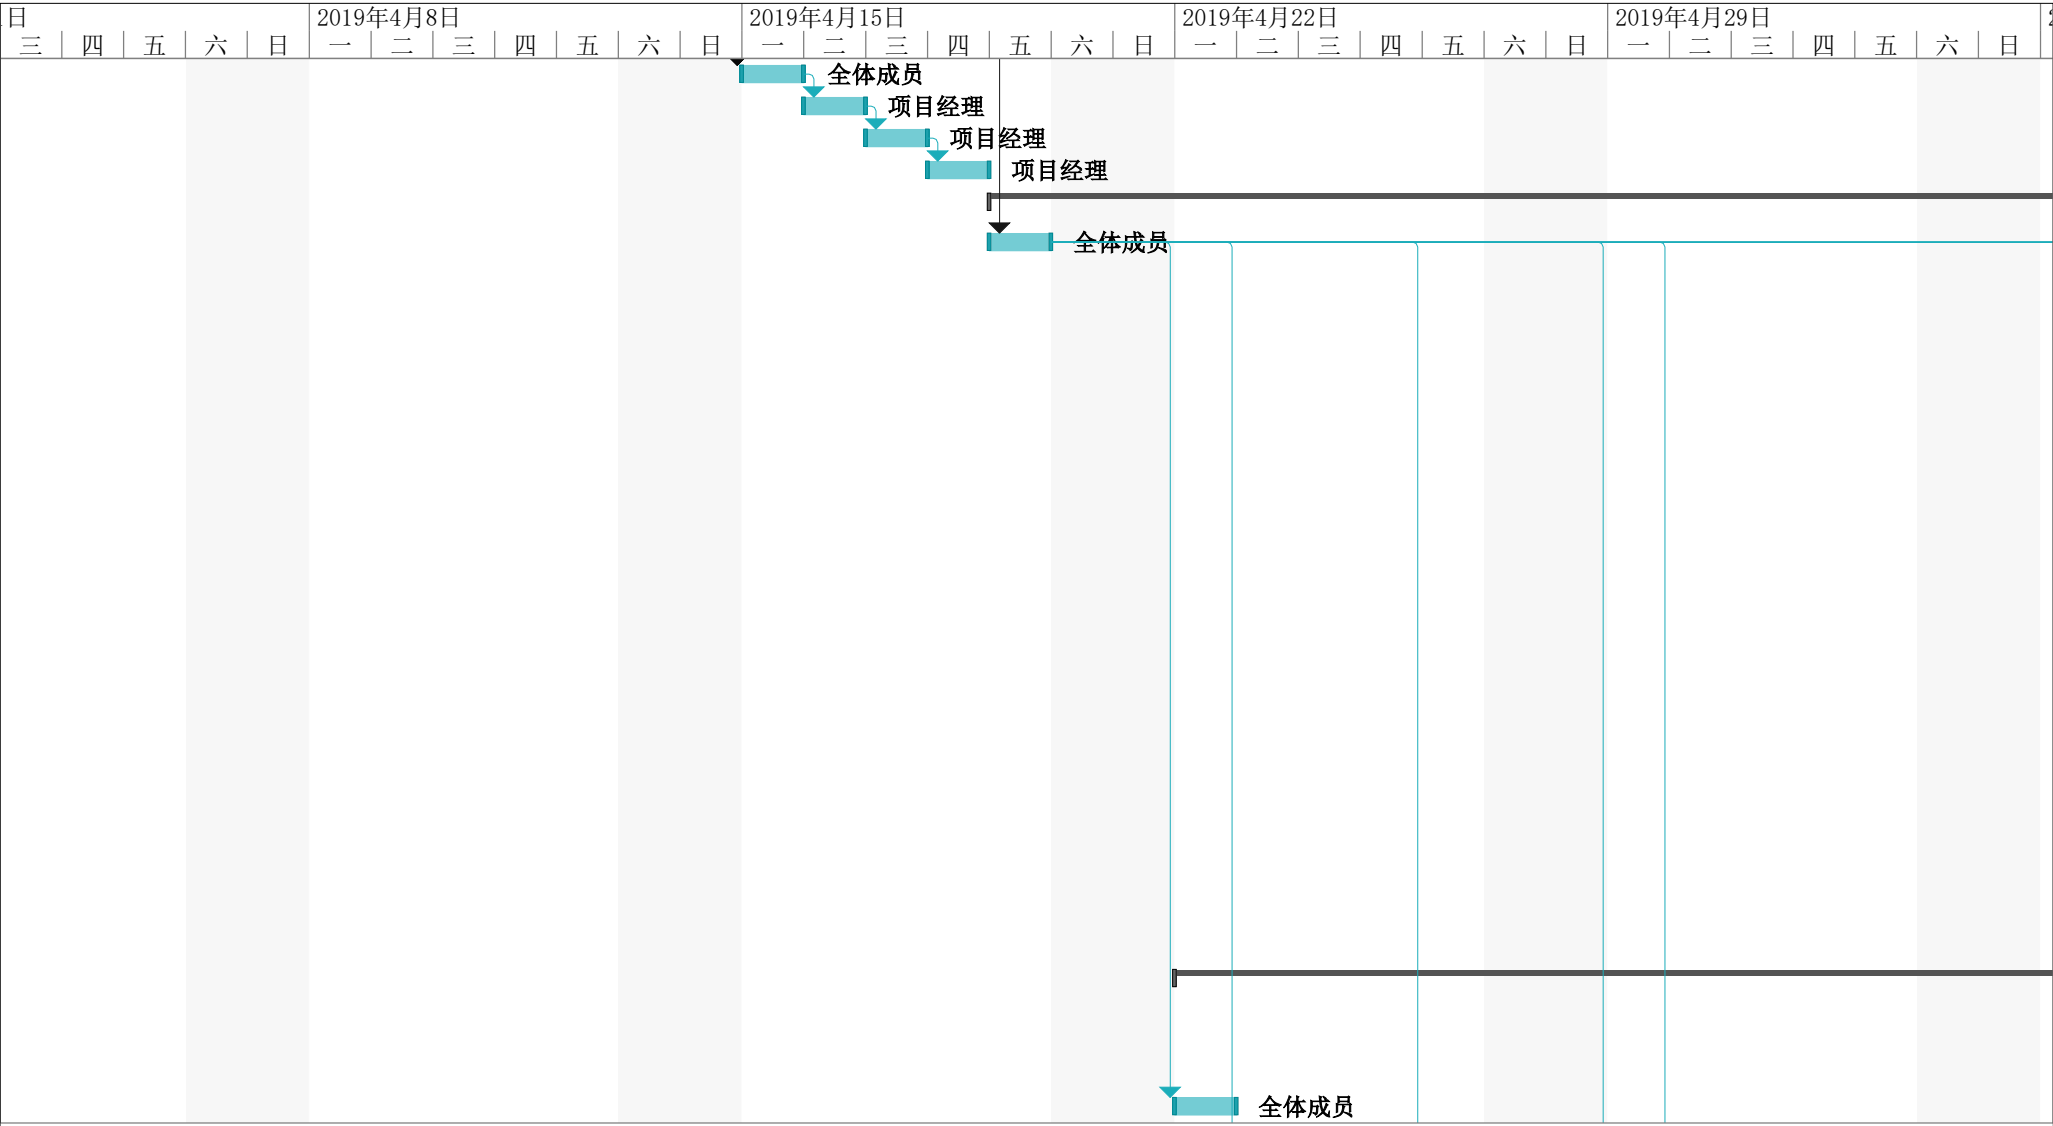 日 2019年4月8日 2019年4月15日 2019年4月22日 2019年4月29日
三 四 五 六 日 一 二 三 四 五 六 日 一 二 三 四 五 六 日 一 二 三 四 五 六 日 一 二 三 四 五 六 日
全体成员
项目经理
项目经理
项目经理
全体成员
全体成员